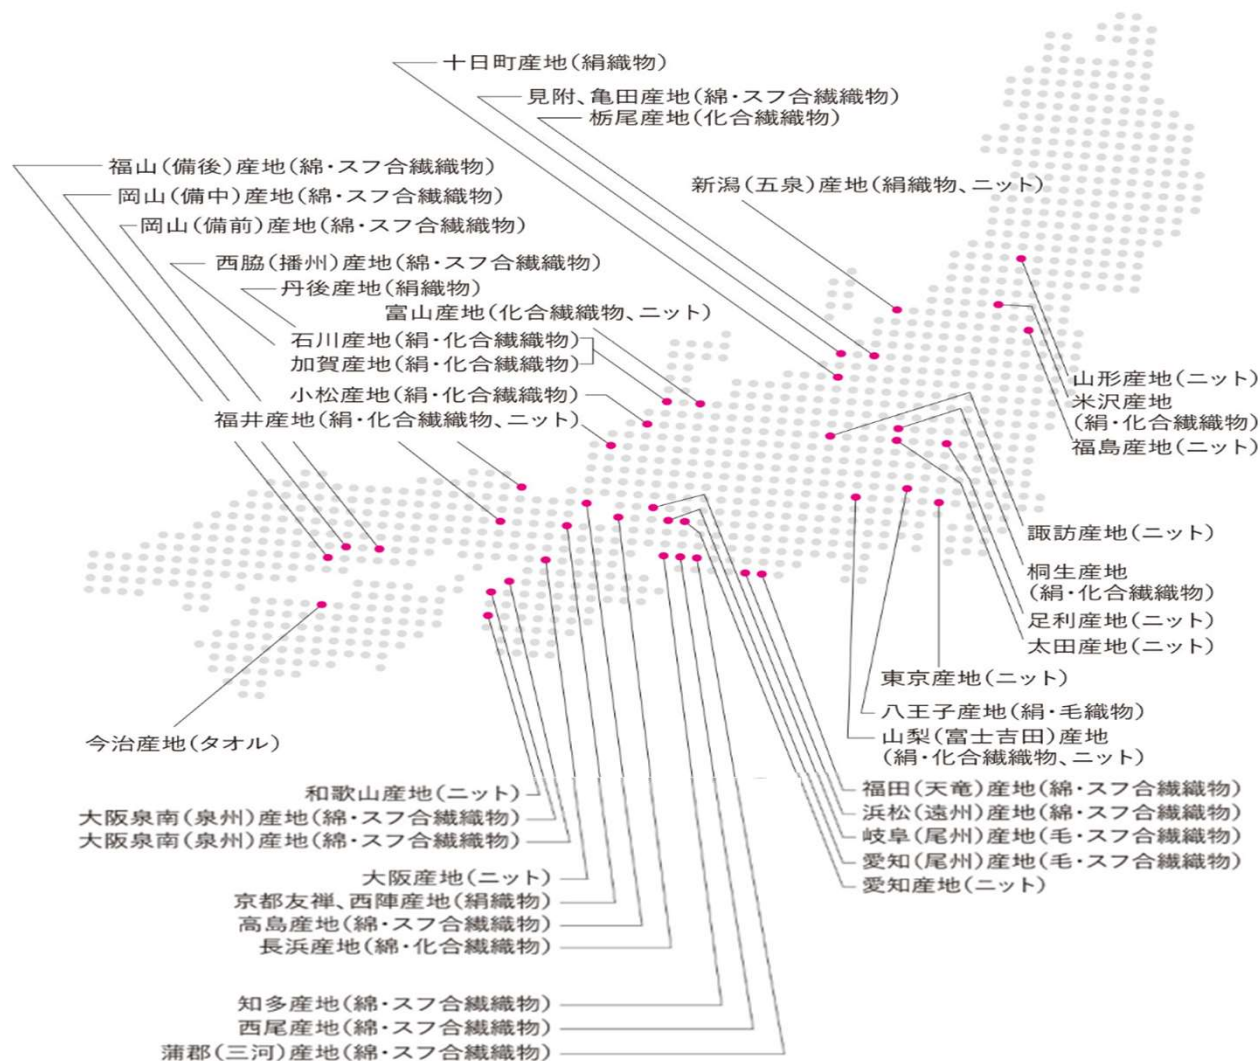 十日町産地(絹織物)
見附、亀田産地(綿・スフ合繊織物)
栃尾産地(化合繊織物)
福山(備後)産地(綿・スフ合繊織物)
岡山(備中)産地(綿・スフ合繊織物)
新潟(五泉)産地(絹織物、ニット)
岡山(備前)産地(綿・スフ合繊織物)
西脇(播州)産地(綿・スフ合繊織物)
丹後産地(絹織物)
富山産地(化合繊織物、ニット)
石川産地(絹・化合繊織物)
加賀産地(絹・化合繊織物)
小松産地(絹・化合繊織物)
福井産地(絹・化合繊織物、ニット)
山形産地(ニット)
米沢産地
(絹・化合繊織物)
福島産地(ニット)
諏訪産地(ニット)
桐生産地
(絹・化合繊織物)
足利産地(ニット)
太田産地(ニット)
東京産地(ニット)
八王子産地(絹・毛織物)
山梨(富士吉田)産地
(絹・化合繊織物、ニット)
今治産地(タオル)
和歌山産地(ニット)
大阪泉南(泉州)産地(綿・スフ合繊織物)
大阪泉南(泉州)産地(綿・スフ合繊織物)
大阪産地(ニット)
京都友禅、西陣産地(絹織物)
高島産地(綿・スフ合繊織物)
長浜産地(綿・化合繊織物)
知多産地(綿・スフ合繊織物)
西尾産地(綿・スフ合繊織物)
蒲郡(三河)産地(綿・スフ合繊織物)
福田(天竜)産地(綿・スフ合繊織物)
浜松(遠州)産地(綿・スフ合繊織物)
岐阜(尾州)産地(毛・スフ合繊織物)
愛知(尾州)産地(毛・スフ合繊織物)
愛知産地(ニット)